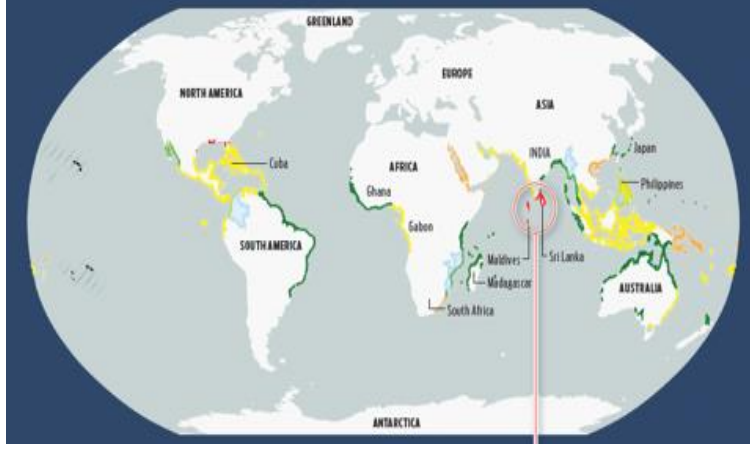 GREENLAND
EUROPE
NORTH AMERICA
ASIA
INDIA
Japan
Cuba
AFRICA
Ghana
Philippines
Gabon
SOUTH AMERICA
Maldives
Sri Lanka
Madagascar
AUSTRALIA
South Africa
ANTARCTICA